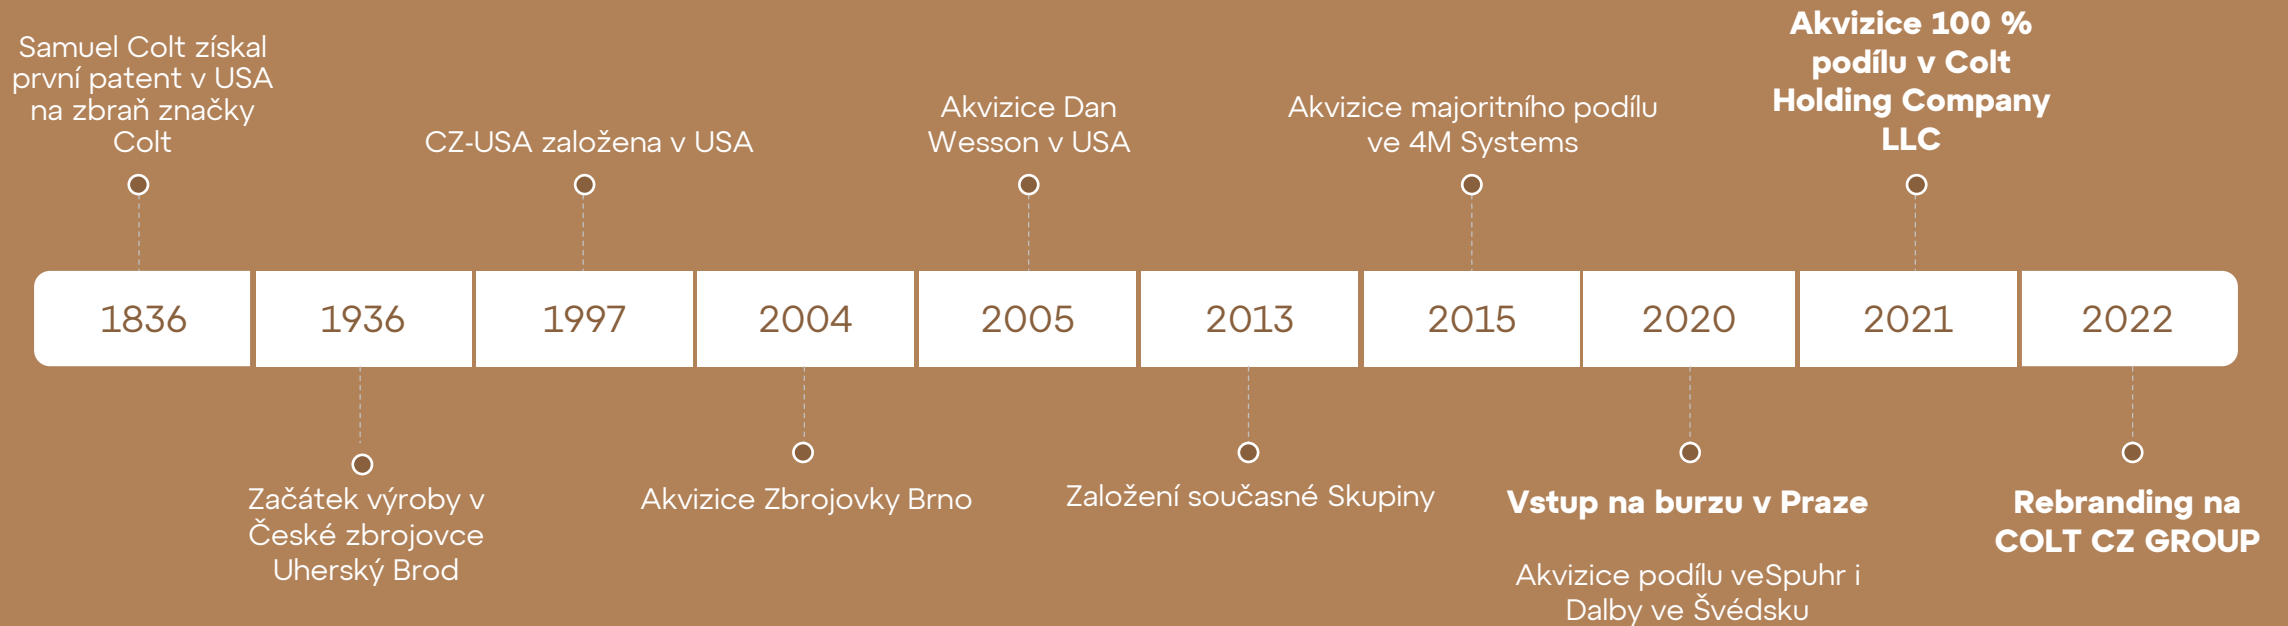 Samuel Colt získal
první patent v USA
na zbraň značky
Colt
CZ-USA založena v USA
Akvizice Dan
Wesson v USA
Akvizice majoritního podílu
ve 4M Systems
Akvizice 100 %
podílu v Colt
Holding Company
LLC
1836
1936
1997
2004
2005
2013
2015
2020
2021
2022
Začátek výroby v
České zbrojovce
Uherský Brod
Akvizice Zbrojovky Brno
Založení současné Skupiny
Vstup na burzu v Praze
Akvizice podílu veSpuhr i
Dalby ve Švédsku
Rebranding na
COLT CZ GROUP